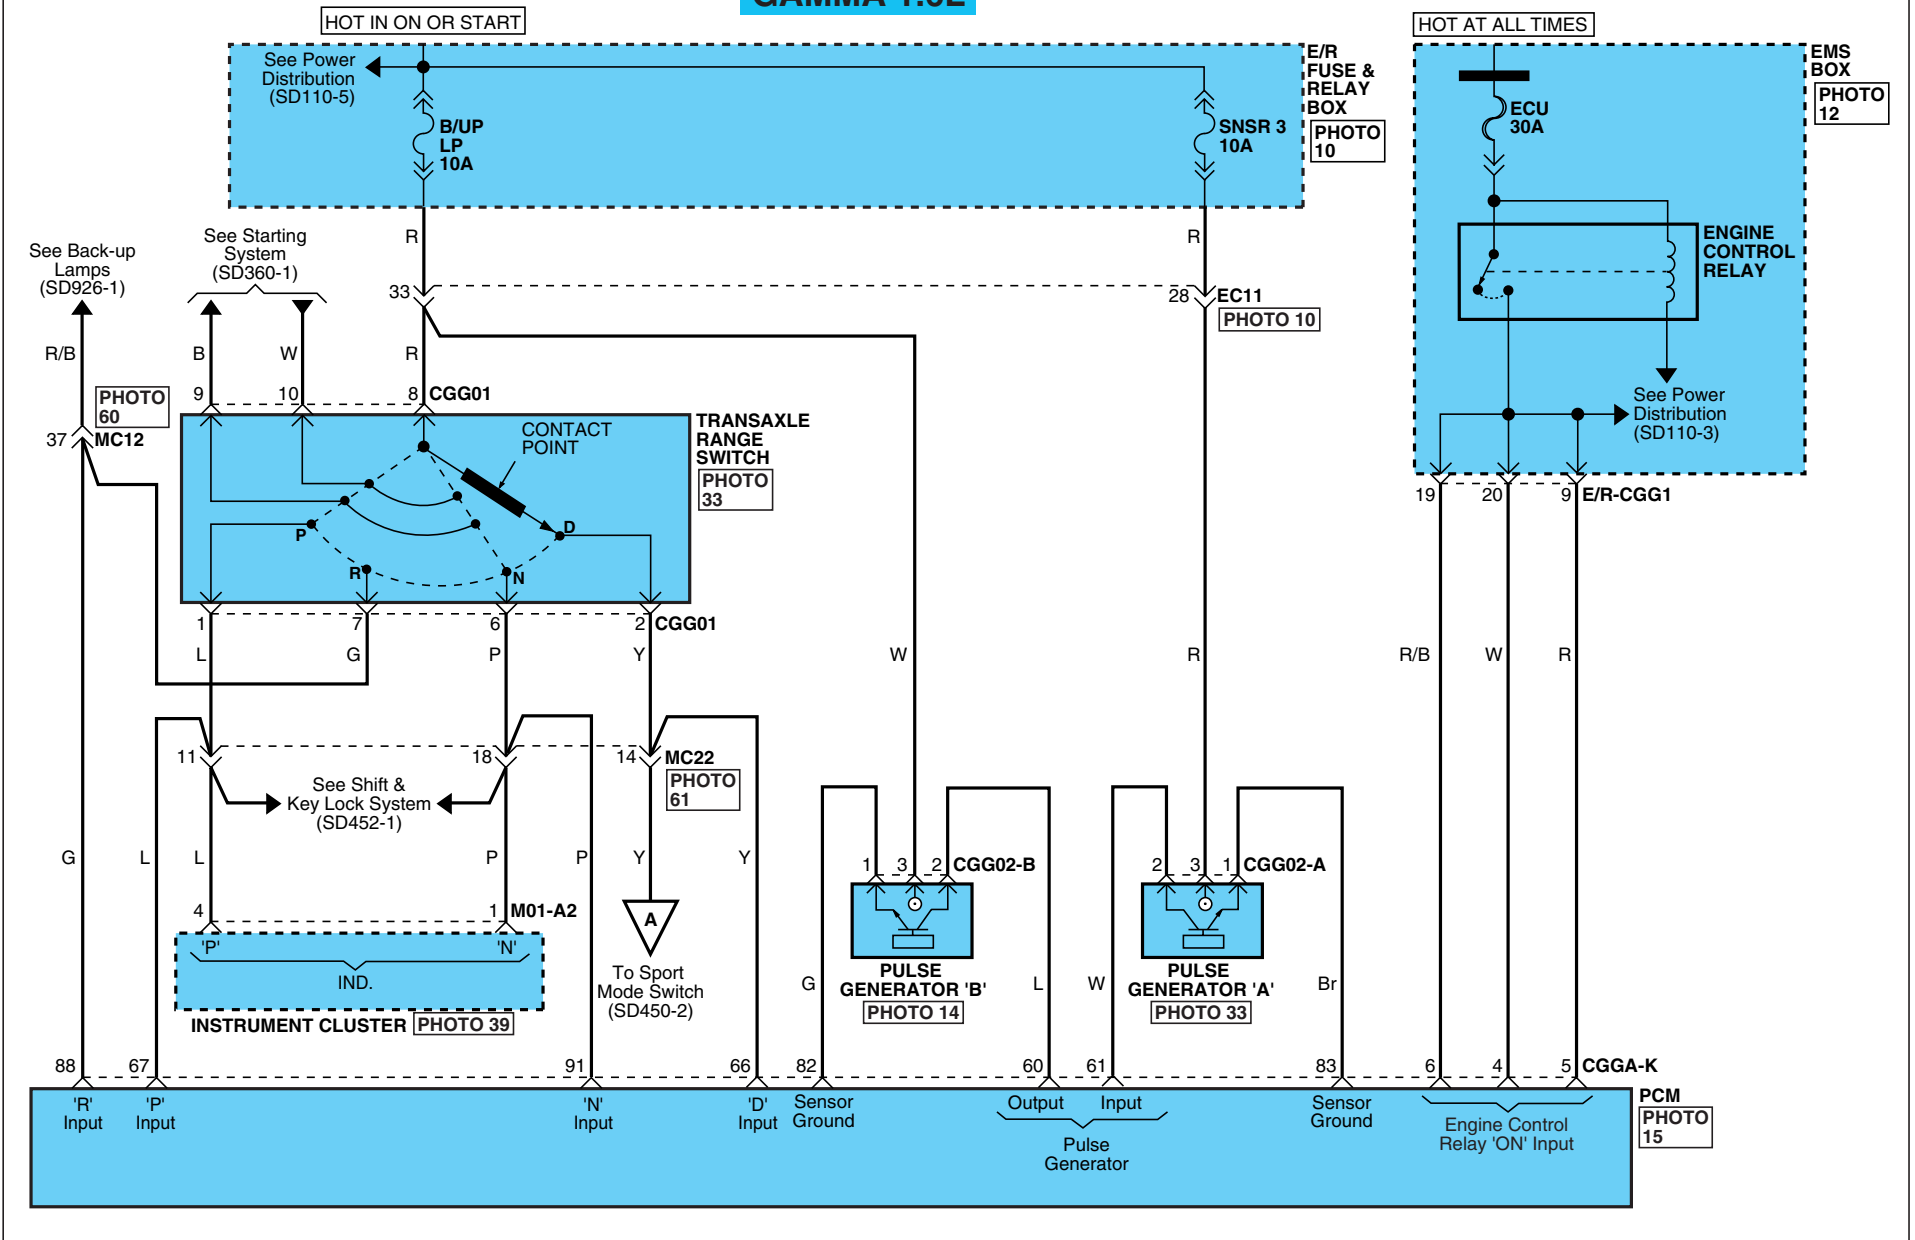 HOT IN ON OR START
HOT AT ALL TIMES
See Power
Distribution
(SD110-5)
B/UP
LP
10A
SNSR 3
10A
E/R
FUSE &
RELAY
BOX
PHOTO
10
ECU
30A
EMS
BOX
PHOTO
12
ENGINE
CONTROL
RELAY
See Power
Distribution
(SD110-3)
See Back-up
Lamps
(SD926-1)
See Starting
System
(SD360-1)
R
R
33
28
EC11
PHOTO 10
R/B
B
W
R
PHOTO
60
9
10
8
CGG01
37
MC12
CONTACT
POINT
TRANSAXLE
RANGE
SWITCH
PHOTO
33
P
R
N
D
19
20
9
E/R-CGG1
1
7
6
2
CGG01
L
G
P
Y
W
R
R/B
W
R
11
18
14
MC22
PHOTO
61
See Shift &
Key Lock System
(SD452-1)
G
L
L
P
P
Y
Y
1
3
2
CGG02-B
2
3
1
CGG02-A
4
1
M01-A2
A
'P'
'N'
IND.
INSTRUMENT CLUSTER
PHOTO 39
To Sport
Mode Switch
(SD450-2)
G
PULSE
GENERATOR 'B'
PHOTO 14
L
W
PULSE
GENERATOR 'A'
PHOTO 33
Br
88
67
91
66
82
60
61
83
6
4
5
CGGA-K
'R'
Input
'P'
Input
'N'
Input
'D'
Input
Sensor
Ground
Output
Input
Pulse
Generator
Sensor
Ground
Engine Control
Relay 'ON' Input
PCM
PHOTO
15